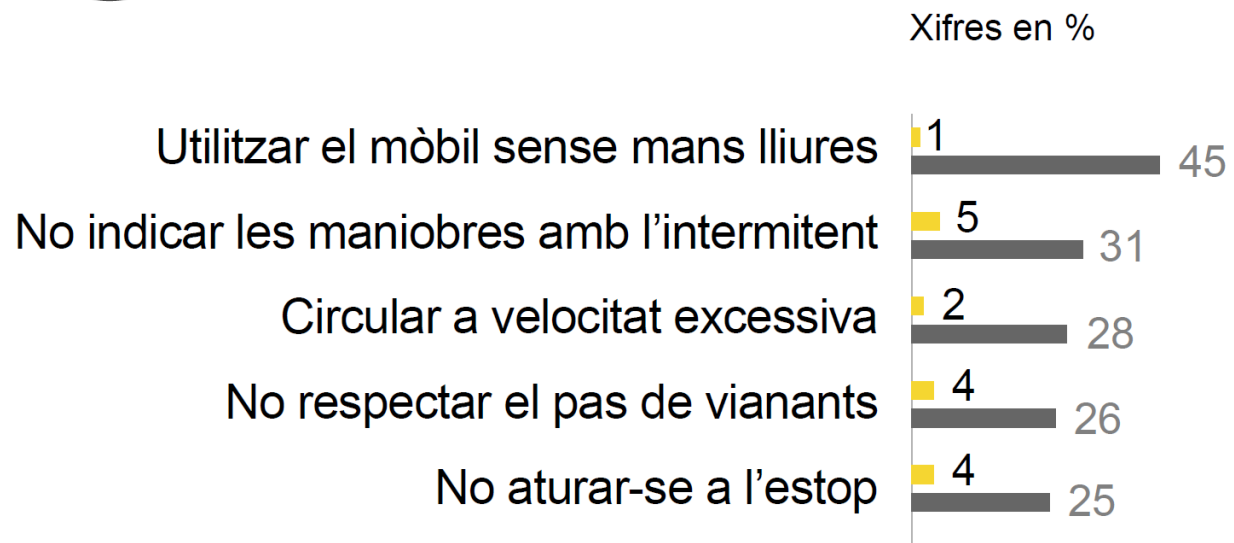 Xifres en %
Utilitzar el mòbil sense mans lliures 1 45
No indicar les maniobres amb l’intermitent 5 31
Circular a velocitat excessiva 2 28
No respectar el pas de vianants 4 26
No aturar-se a l’estop 4 25